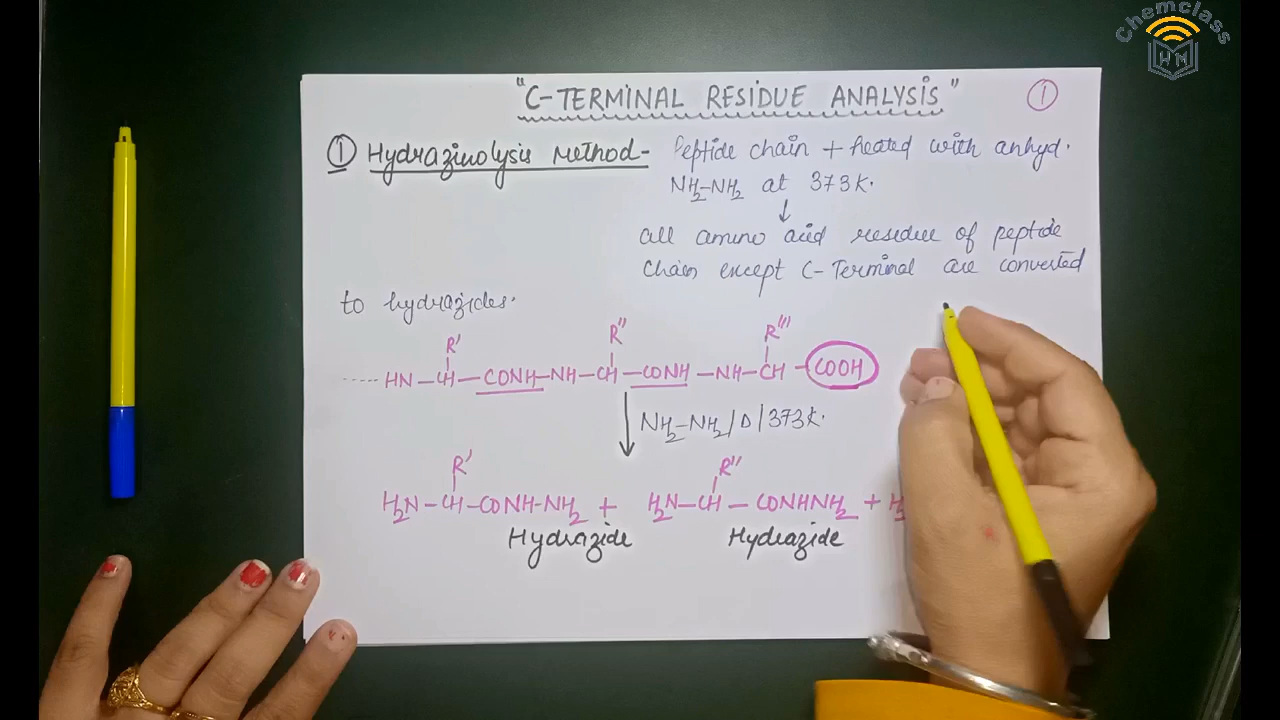 Chemclass
HM
"C-TERMINAL RESIDUE ANALYSIS" ①
① Hydrazinolysis Method- Peptide chain + heated with anhyd.
NH2-NH2 at 373K.
↓
all amino acid residue of peptide
chain except C-Terminal are converted
to hydrazides.
R' R" R'''
-----HN-CH-CONH-NH-CH-CONH-NH-CH-COOH
↓ NH2-NH2/Δ/373K.
R' R"
H2N-CH-CONH-NH2 + H2N-CH-CONHNH2 + H2
Hydrazide Hydrazide